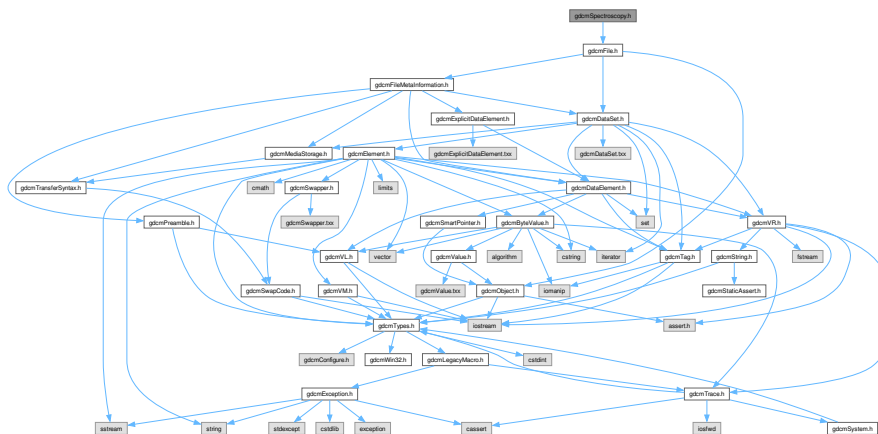 gdcmSpectroscopy.h
gdcmFile.h
gdcmFileMetaInformation.h
gdcmExplicitDataElement.h
gdcmDataSet.h
gdcmMediaStorage.h
gdcmElement.h
gdcmExplicitDataElement.txx
gdcmDataSet.txx
gdcmTransferSyntax.h
cmath
gdcmSwapper.h
limits
gdcmDataElement.h
gdcmPreamble.h
gdcmSwapper.txx
gdcmSmartPointer.h
gdcmByteValue.h
set
gdcmVR.h
gdcmVL.h
vector
gdcmValue.h
algorithm
cstring
iterator
gdcmTag.h
gdcmString.h
fstream
gdcmSwapCode.h
gdcmVM.h
gdcmValue.txx
gdcmObject.h
iomanip
gdcmStaticAssert.h
gdcmTypes.h
iostream
assert.h
gdcmConfigure.h
gdcmWin32.h
gdcmLegacyMacro.h
cstdint
gdcmException.h
gdcmTrace.h
sstream
string
stdexcept
cstdlib
exception
cassert
iosfwd
gdcmSystem.h